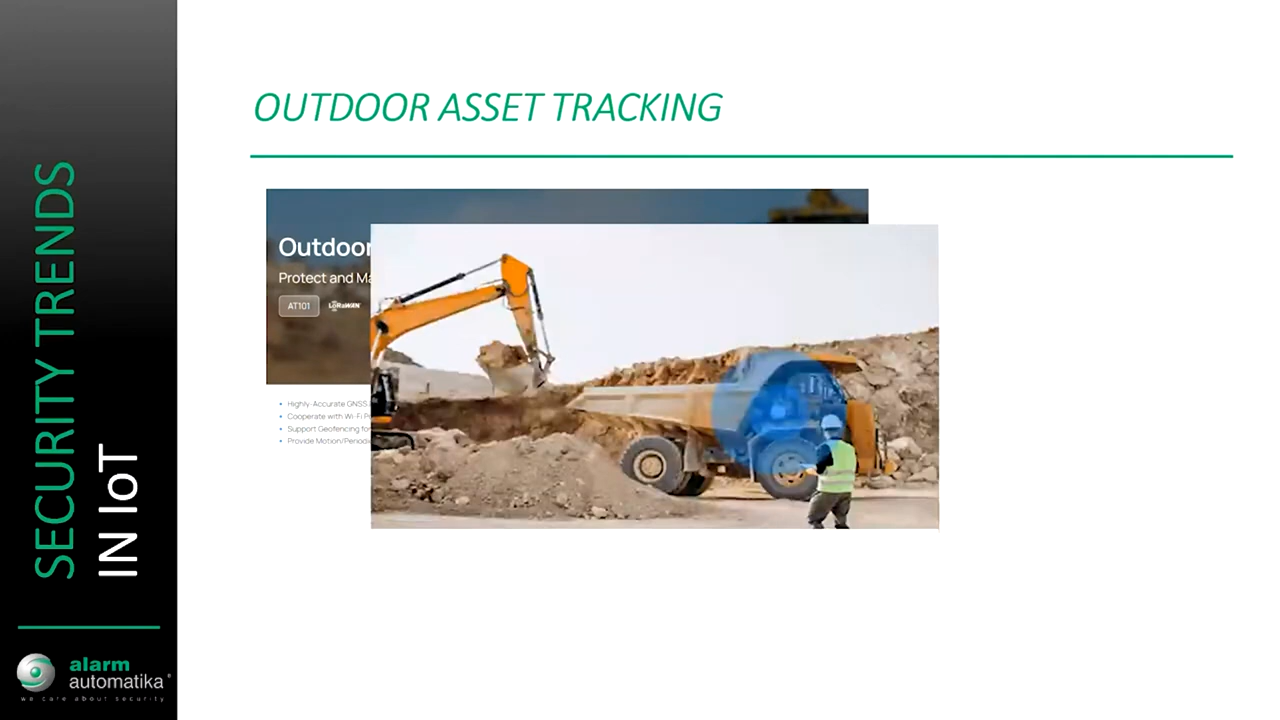 OUTDOOR ASSET TRACKING
SECURITY TRENDS
IN IoT
Outdoor
Protect and Ma
AT101
LoRaWAN
Highly-Accurate GNSS
Cooperate with Wi-Fi P
Support Geofencing for
Provide Motion/Periodi
alarm
automatika
we care about security